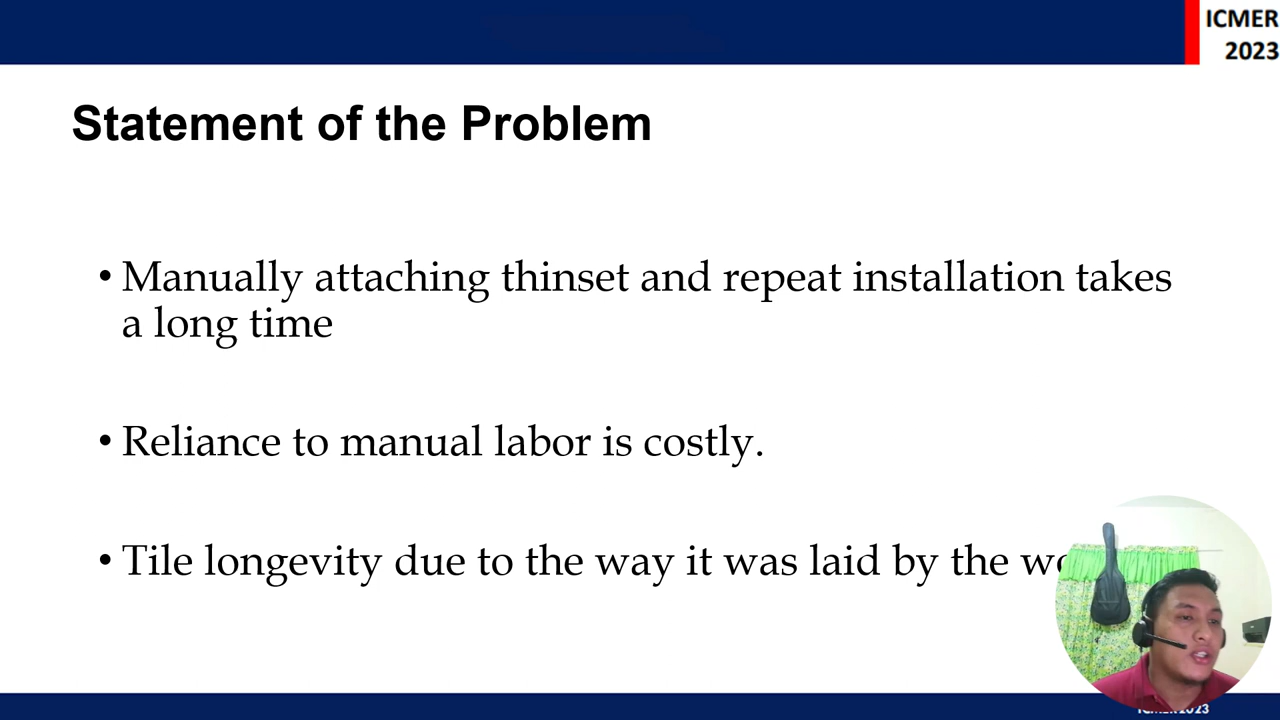 ICMER
2023
Statement of the Problem
• Manually attaching thinset and repeat installation takes
a long time
• Reliance to manual labor is costly.
• Tile longevity due to the way it was laid by the